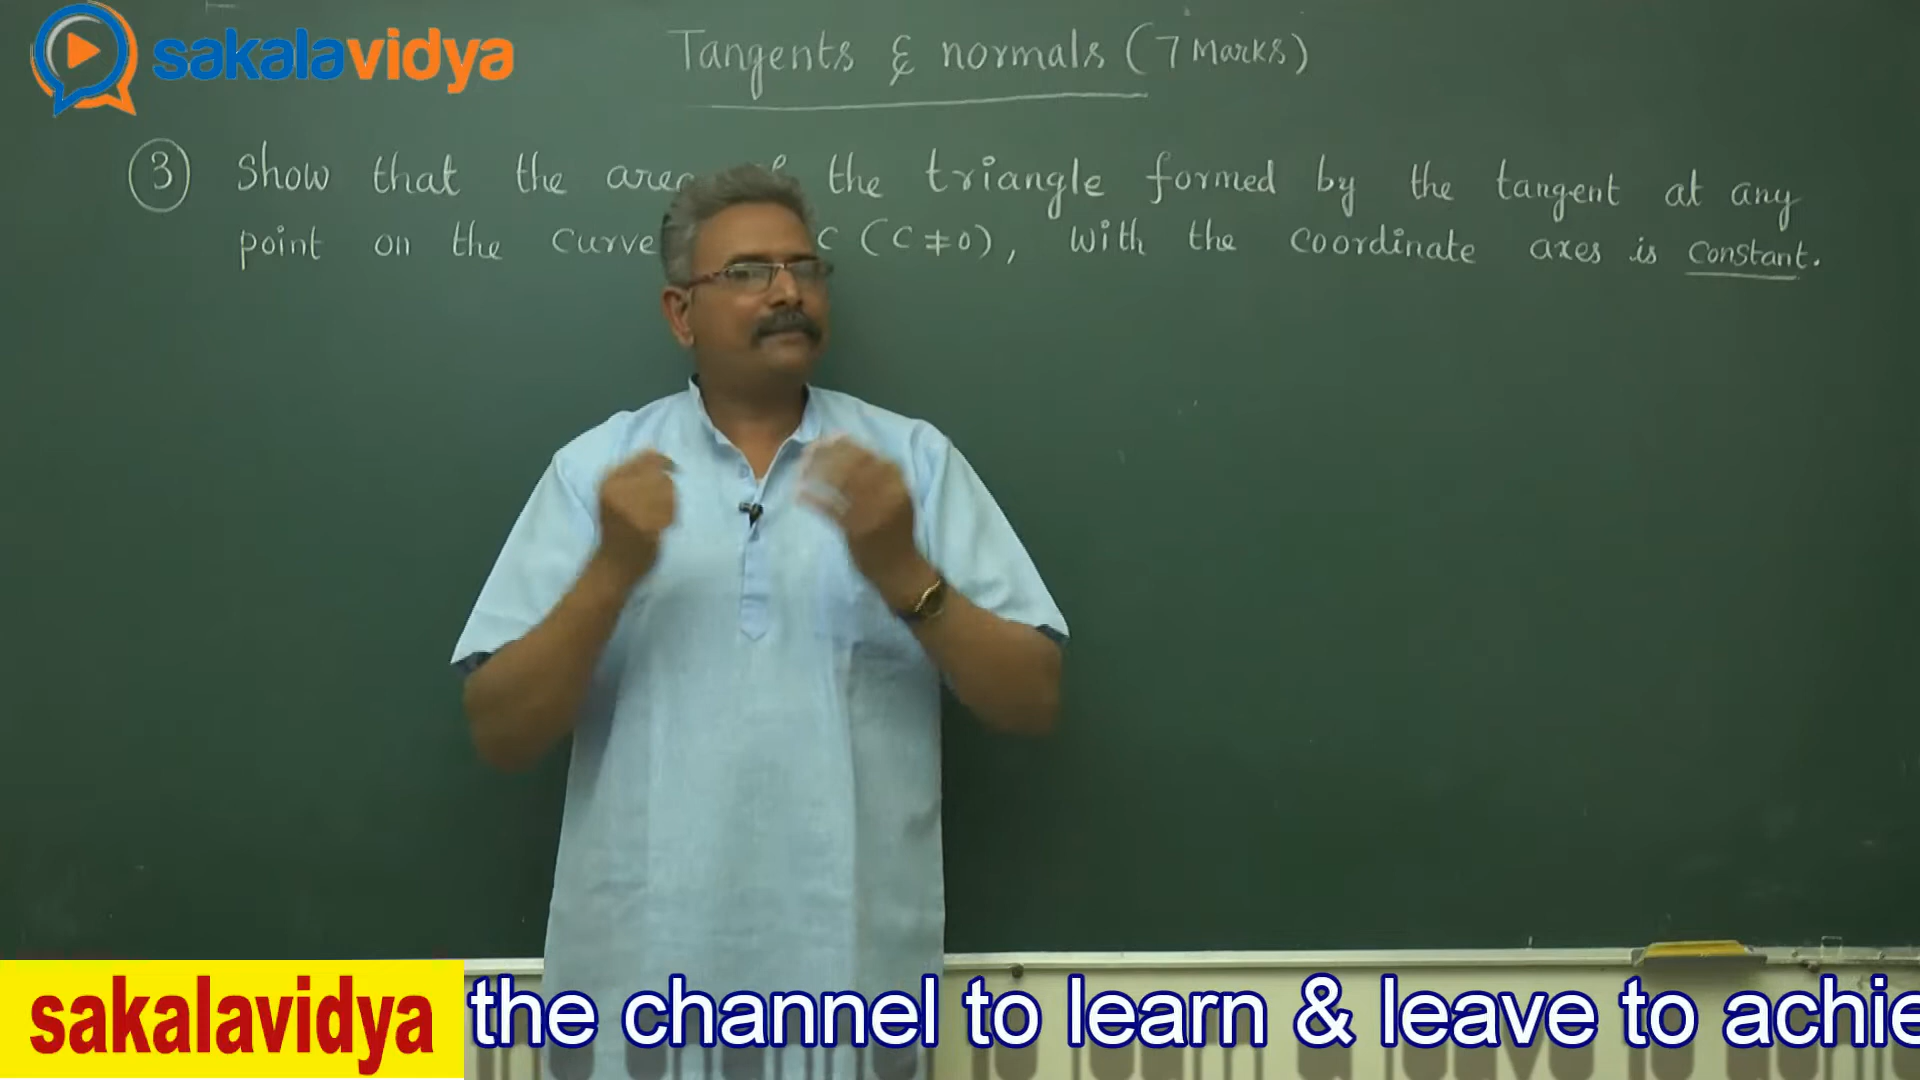 sakalavidya
Tangents & normals (7 Marks)
3 Show that the area the triangle formed by the tangent at any
point on the curve C (C ≠ 0), with the coordinate axes is constant.
sakalavidya the channel to learn & leave to achie